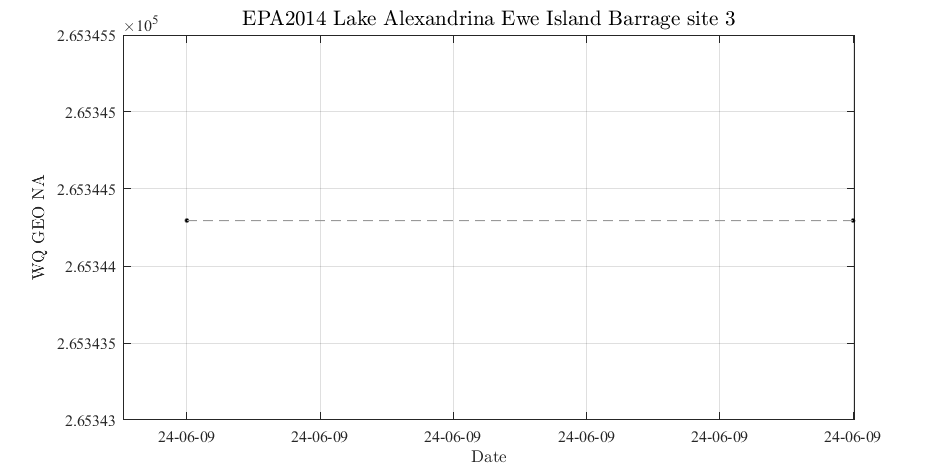 EPA2014 Lake Alexandrina Ewe Island Barrage site 3
×10^5
2.653455
2.65345
2.653445
2.65344
2.653435
2.65343
WQ GEO NA
24-06-09 24-06-09 24-06-09 24-06-09 24-06-09 24-06-09
Date